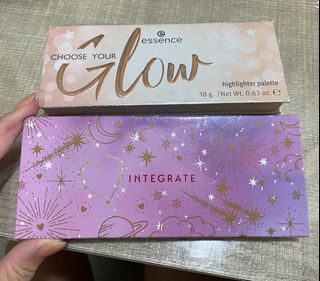 essence
CHOOSE YOUR
Glow
highlighter palette
18 g. / Net Wt. 0.63 oz. e
INTEGRATE